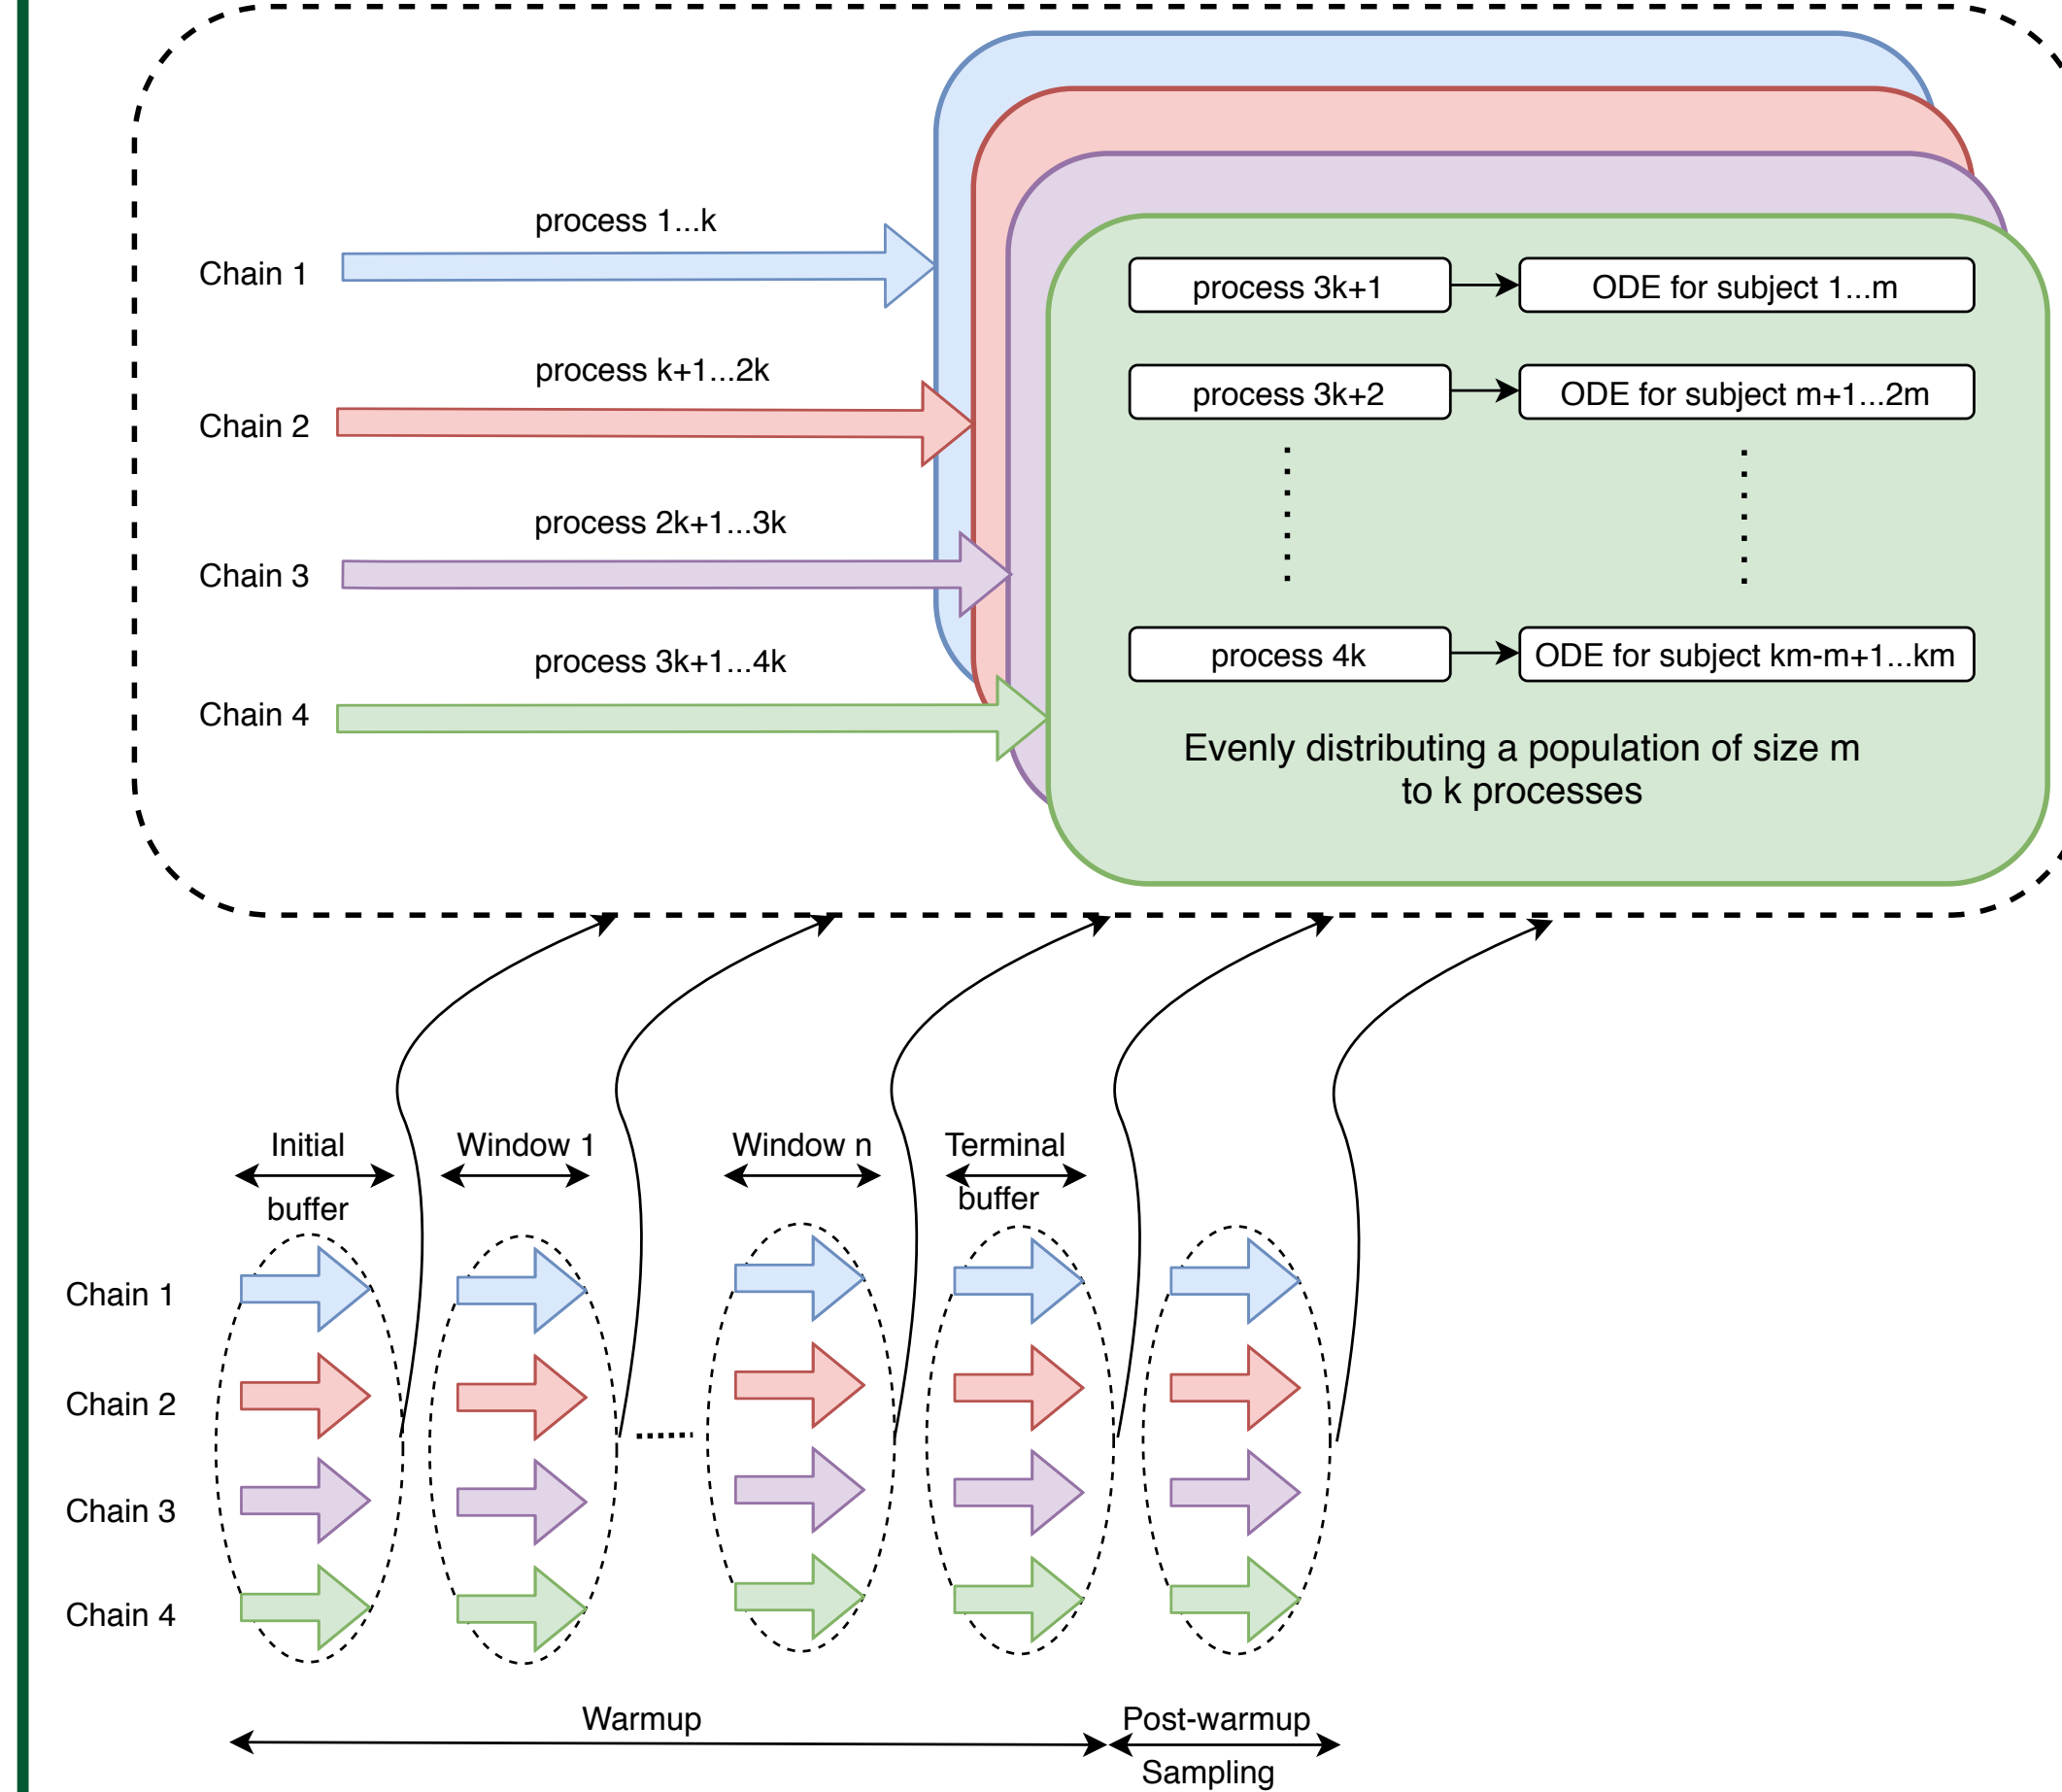 process 1...k
Chain 1
process k+1...2k
Chain 2
process 2k+1...3k
Chain 3
process 3k+1...4k
Chain 4
process 3k+1
ODE for subject 1...m
process 3k+2
ODE for subject m+1...2m
process 4k
ODE for subject km-m+1...km
Evenly distributing a population of size m
to k processes
Initial
buffer
Window 1
Window n
Terminal
buffer
Chain 1
Chain 2
Chain 3
Chain 4
Warmup
Post-warmup
Sampling